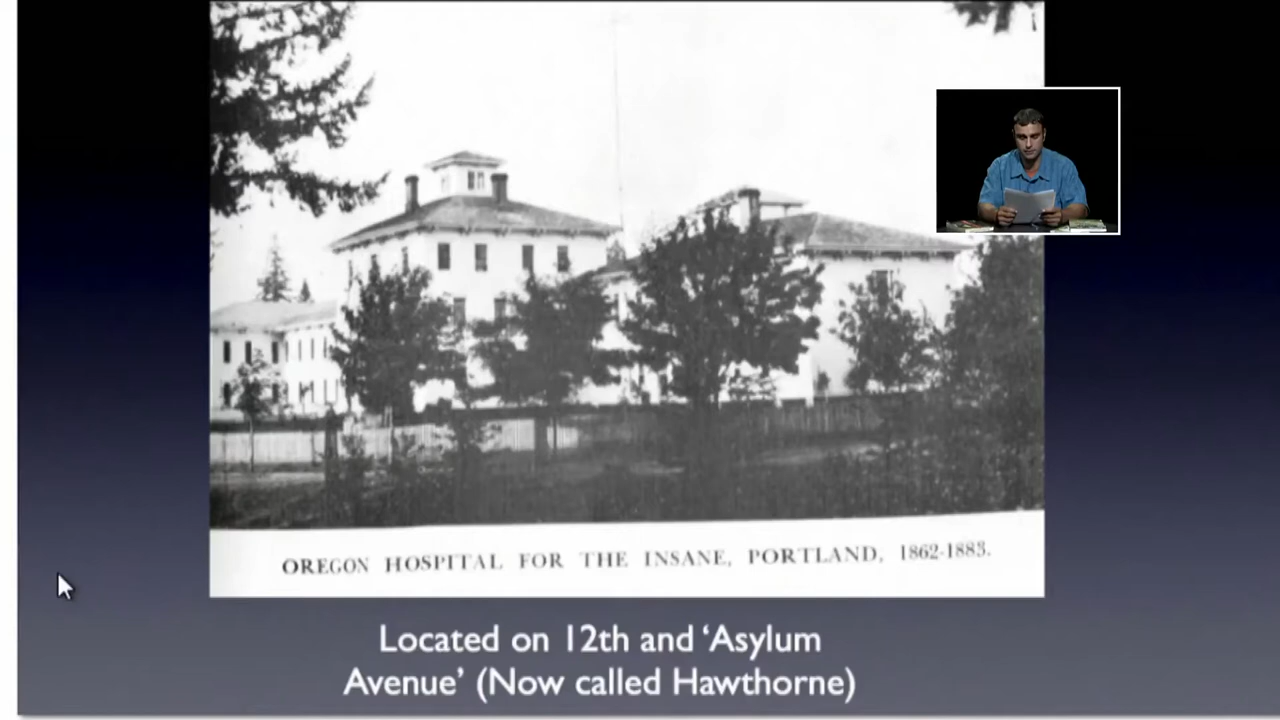 OREGON HOSPITAL FOR THE INSANE, PORTLAND, 1862-1883.
Located on 12th and ‘Asylum
Avenue’ (Now called Hawthorne)